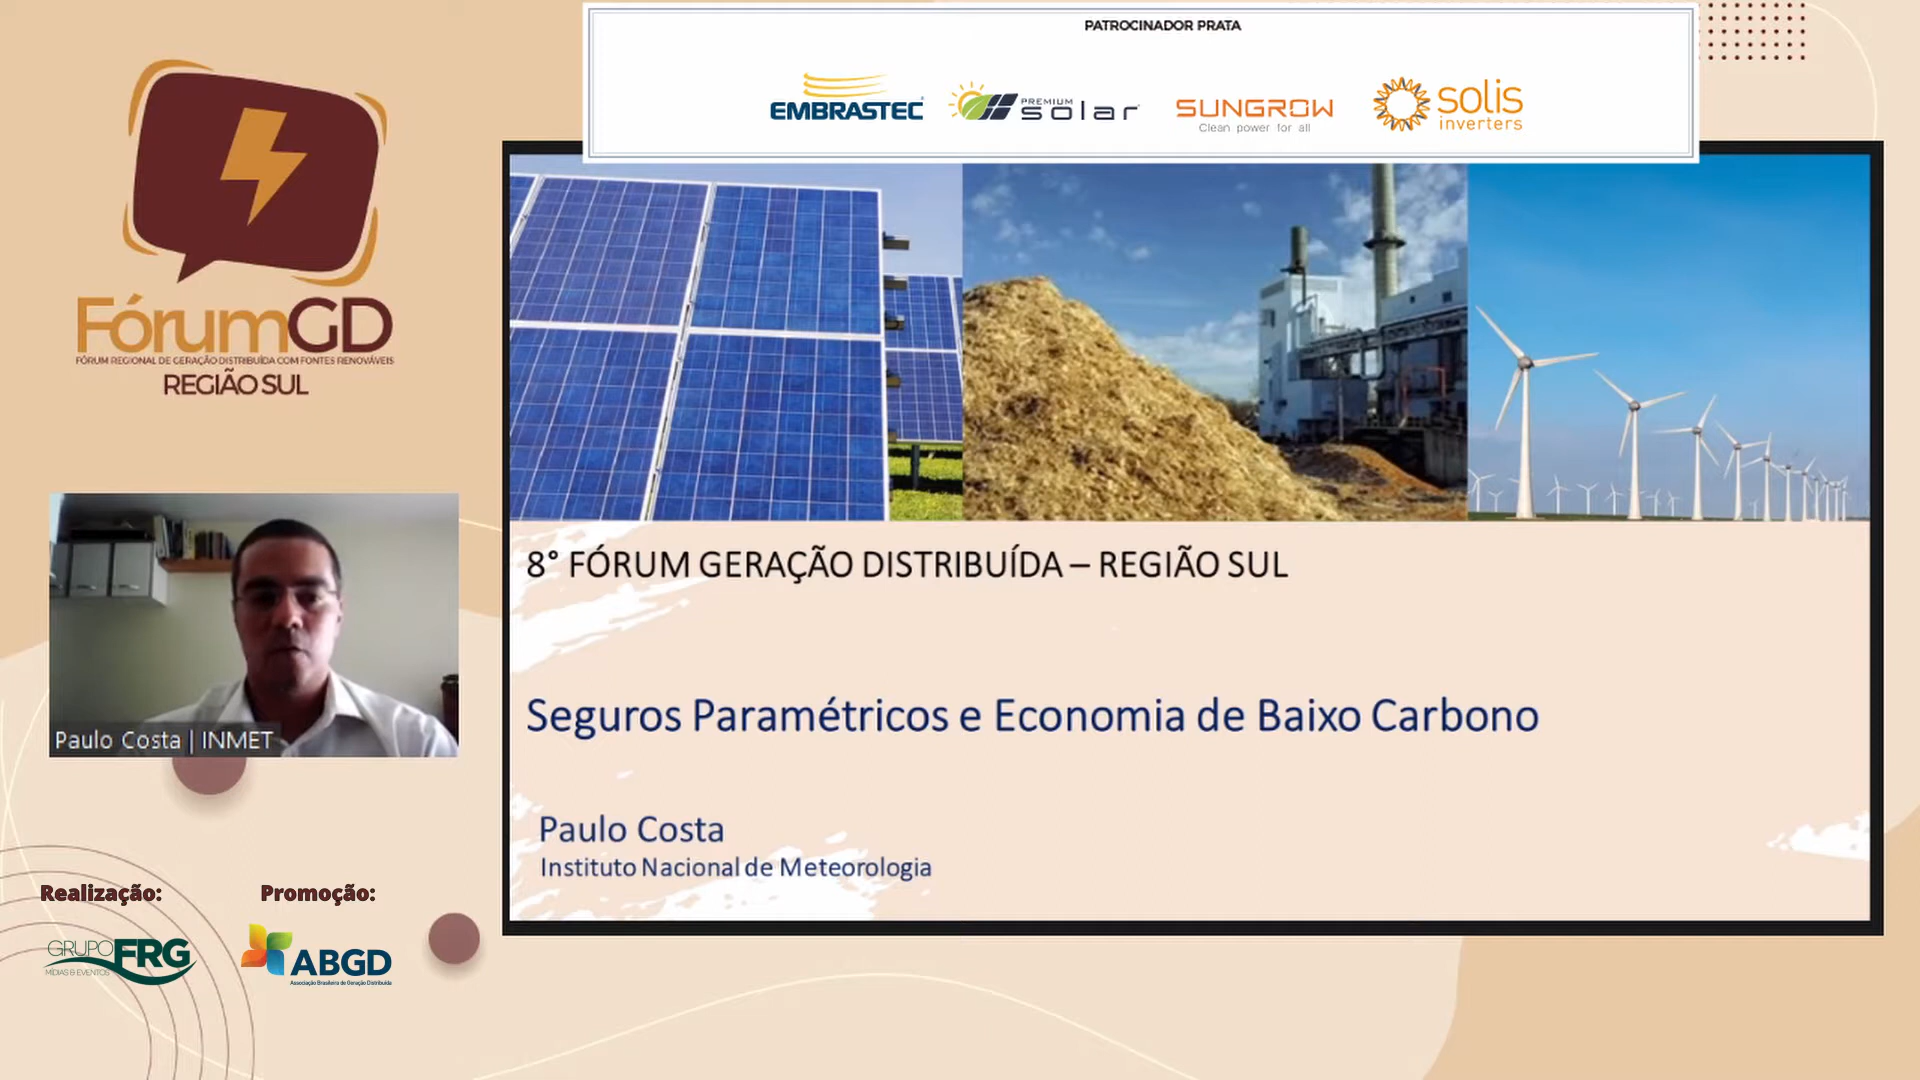 PATROCINADOR PRATA
EMBRASTEC
PREMIUM
solar
SUNGROW
Clean power for all
solis
inverters
FórumGD
FÓRUM REGIONAL DE GERAÇÃO DISTRIBUÍDA COM FONTES RENOVÁVEIS
REGIÃO SUL
8° FÓRUM GERAÇÃO DISTRIBUÍDA – REGIÃO SUL
Seguros Paramétricos e Economia de Baixo Carbono
Paulo Costa
Instituto Nacional de Meteorologia
Paulo Costa | INMET
Realização:
Promoção:
GRUPO FRG
MÍDIAS & EVENTOS
ABGD
Associação Brasileira de Geração Distribuída